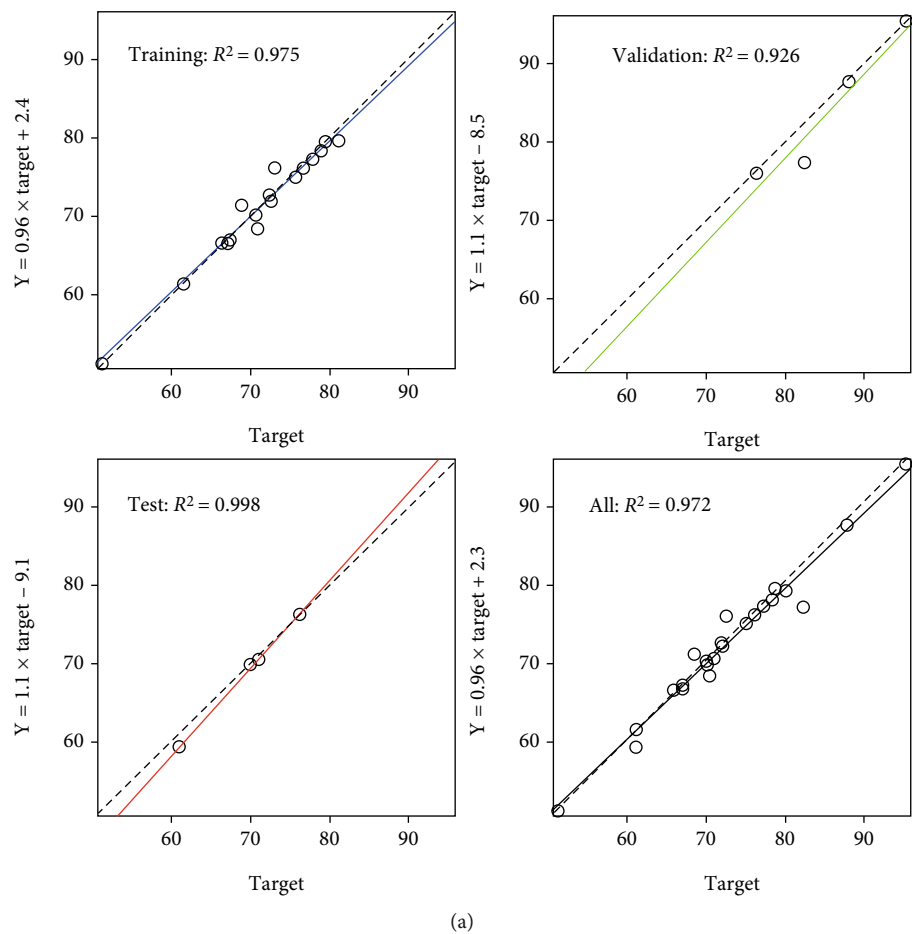 Training: R² = 0.975
Y = 0.96 × target + 2.4
90
80
70
60
60 70 80 90
Target
Validation: R² = 0.926
Y = 1.1 × target – 8.5
90
80
70
60
60 70 80 90
Target
Test: R² = 0.998
Y = 1.1 × target – 9.1
90
80
70
60
60 70 80 90
Target
All: R² = 0.972
Y = 0.96 × target + 2.3
90
80
70
60
60 70 80 90
Target
(a)